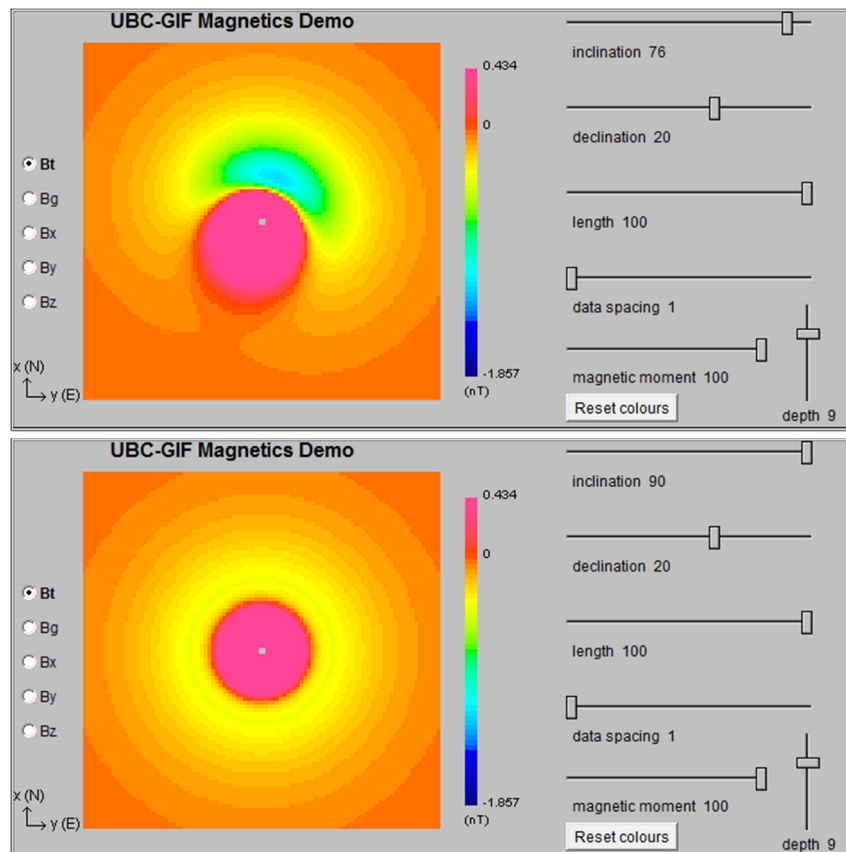 UBC-GIF Magnetics Demo
0.434
0
-1.857
(nT)
Bt
Bg
Bx
By
Bz
x (N)
y (E)
inclination 76
declination 20
length 100
data spacing 1
magnetic moment 100
Reset colours
depth 9
UBC-GIF Magnetics Demo
0.434
0
-1.857
(nT)
Bt
Bg
Bx
By
Bz
x (N)
y (E)
inclination 90
declination 20
length 100
data spacing 1
magnetic moment 100
Reset colours
depth 9